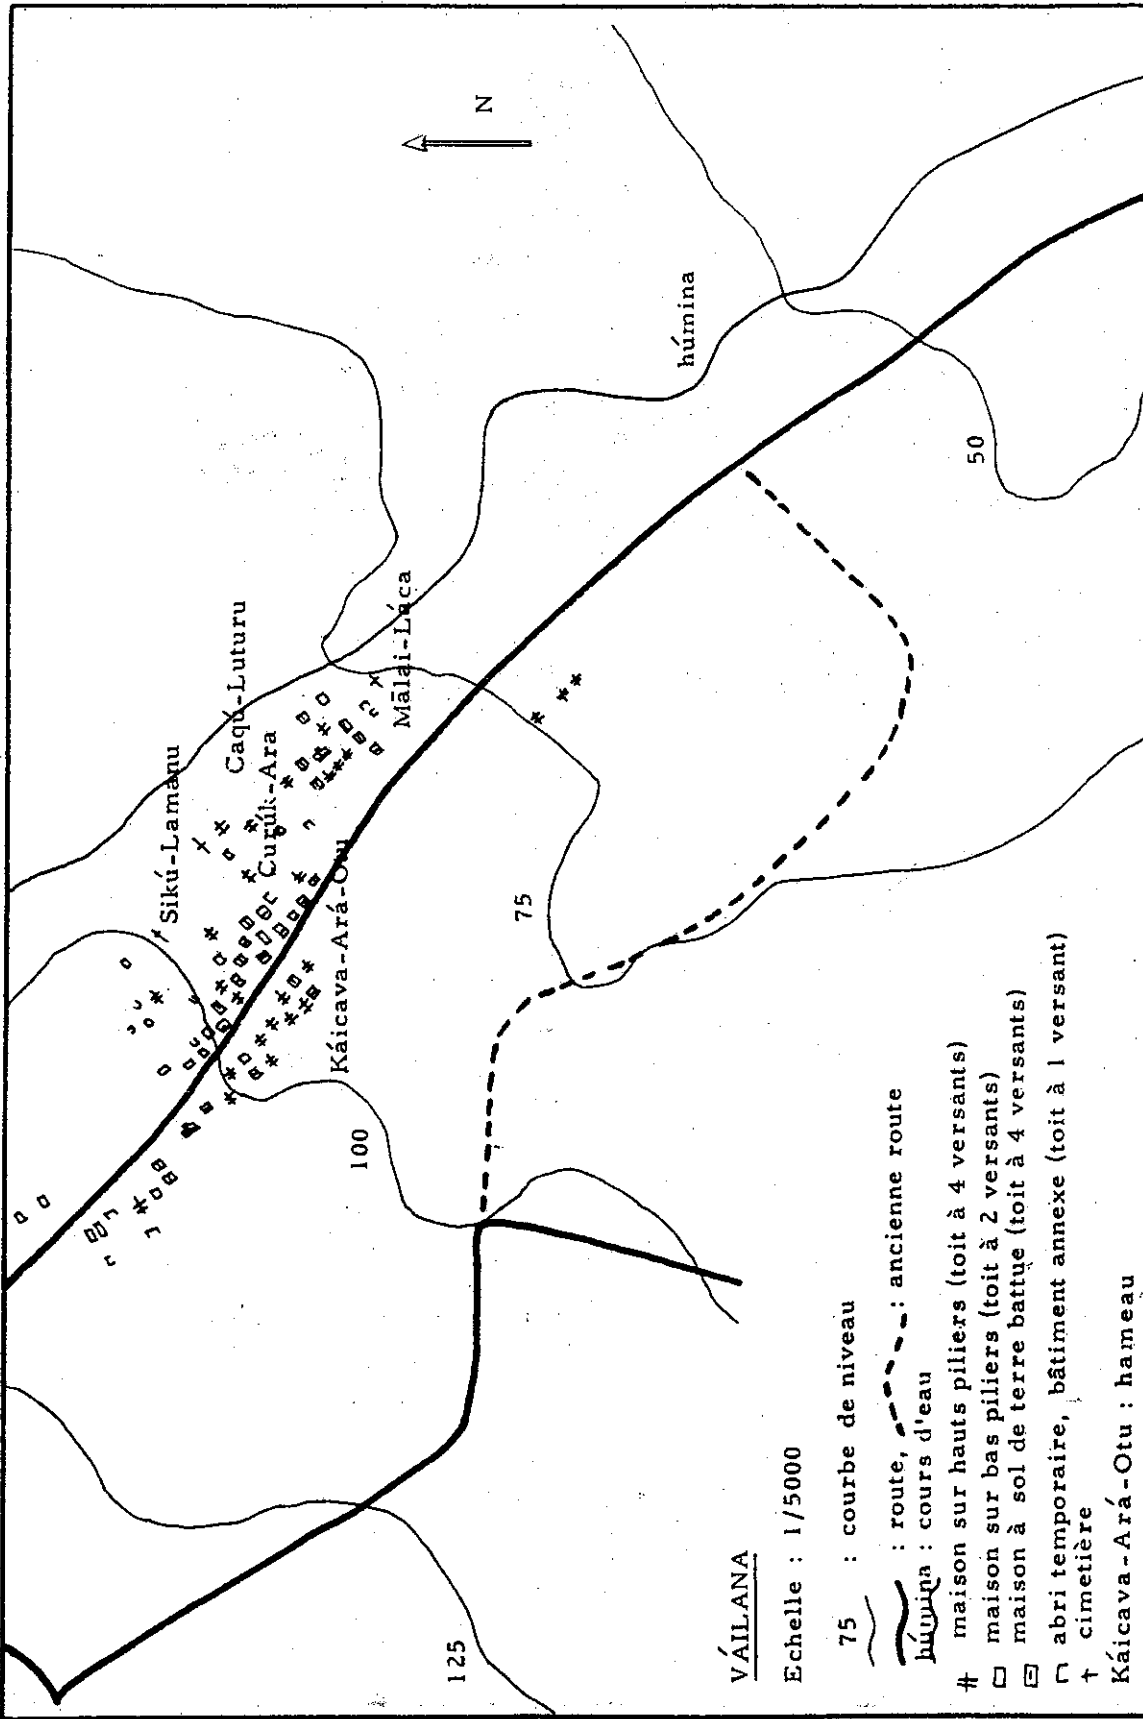 N
húmina
Sikú-Lamanu
Caqú-Luturu
Curúk-Ara
Mālai-Lúca
Káicava-Ará-Otu
75
50
100
125
VÁILANA
Echelle : 1/5000
75 : courbe de niveau
: route, : ancienne route
húmina : cours d'eau
maison sur hauts piliers (toit à 4 versants)
maison sur bas piliers (toit à 2 versants)
maison à sol de terre battue (toit à 4 versants)
abri temporaire, bâtiment annexe (toit à 1 versant)
cimetière
Káicava-Ará-Otu : hameau